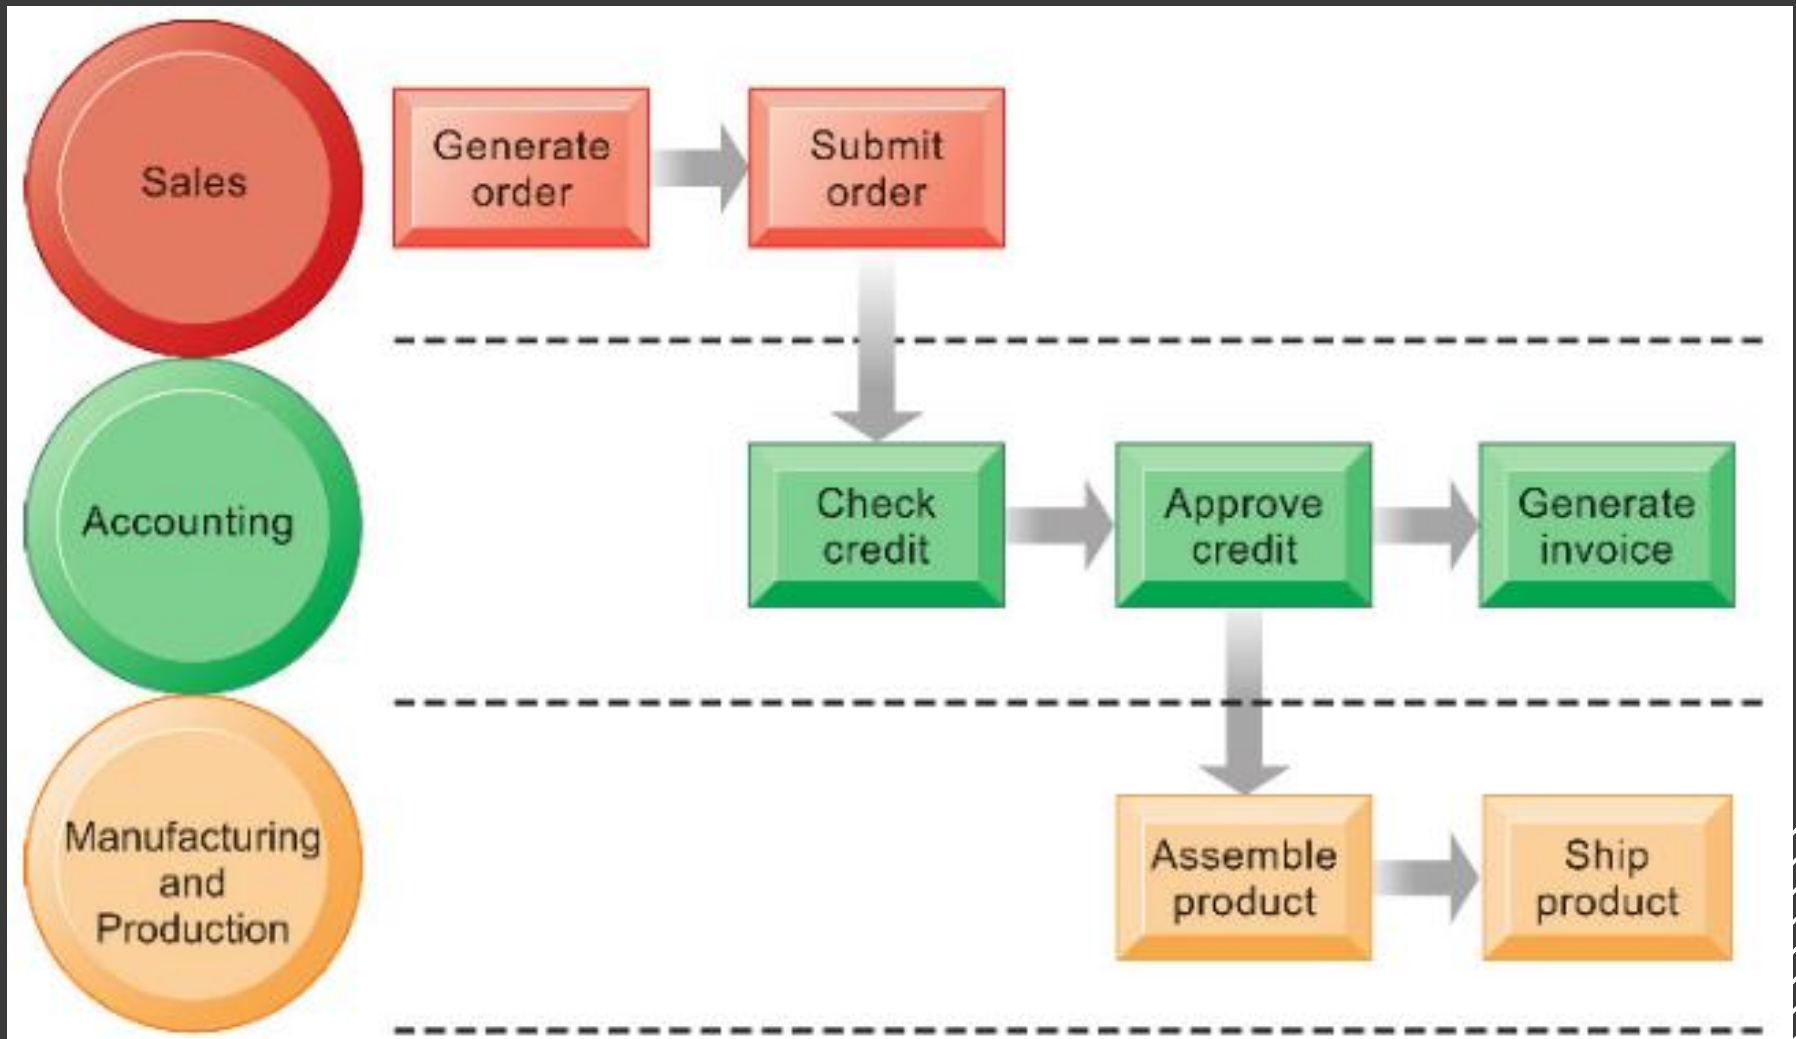 Sales
Generate
order
Submit
order
Accounting
Check
credit
Approve
credit
Generate
invoice
Manufacturing
and
Production
Assemble
product
Ship
product